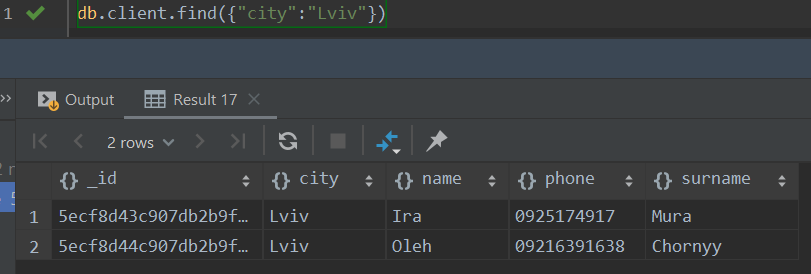 1 db.client.find({"city":"Lviv"})
>> Output Result 17 ×
2 rows
{} _id {} city {} name {} phone {} surname
1 5ecf8d43c907db2b9f… Lviv Ira 0925174917 Mura
2 5ecf8d44c907db2b9f… Lviv Oleh 09216391638 Chornyy